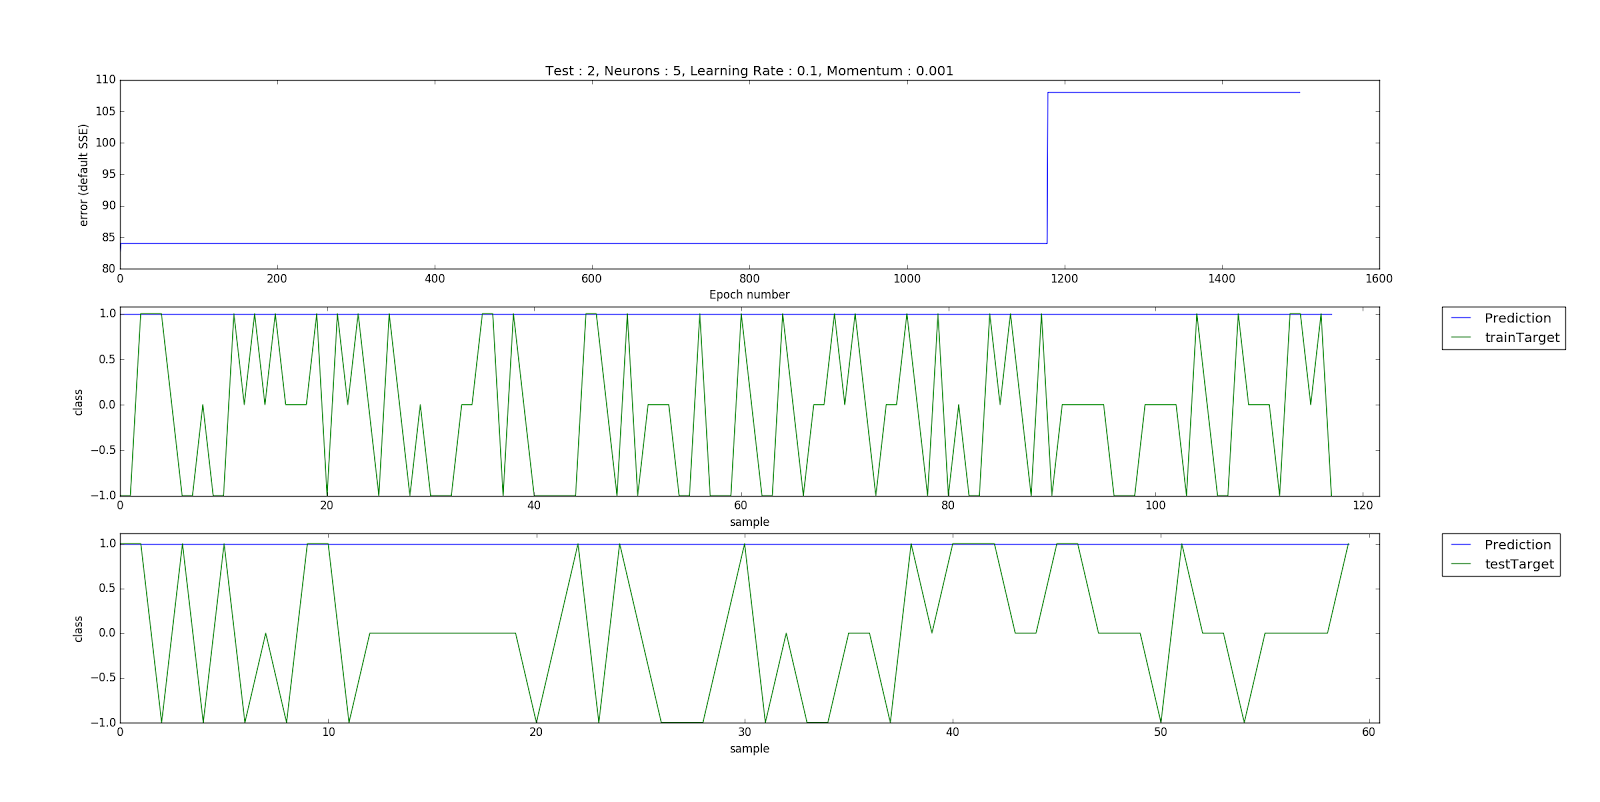 Test : 2, Neurons : 5, Learning Rate : 0.1, Momentum : 0.001
110
105
100
95
90
85
80
error (default SSE)
0 200 400 600 800 1000 1200 1400 1600
Epoch number
1.0
0.5
0.0
−0.5
−1.0
class
0 20 40 60 80 100 120
sample
Prediction
trainTarget
1.0
0.5
0.0
−0.5
−1.0
class
0 10 20 30 40 50 60
sample
Prediction
testTarget